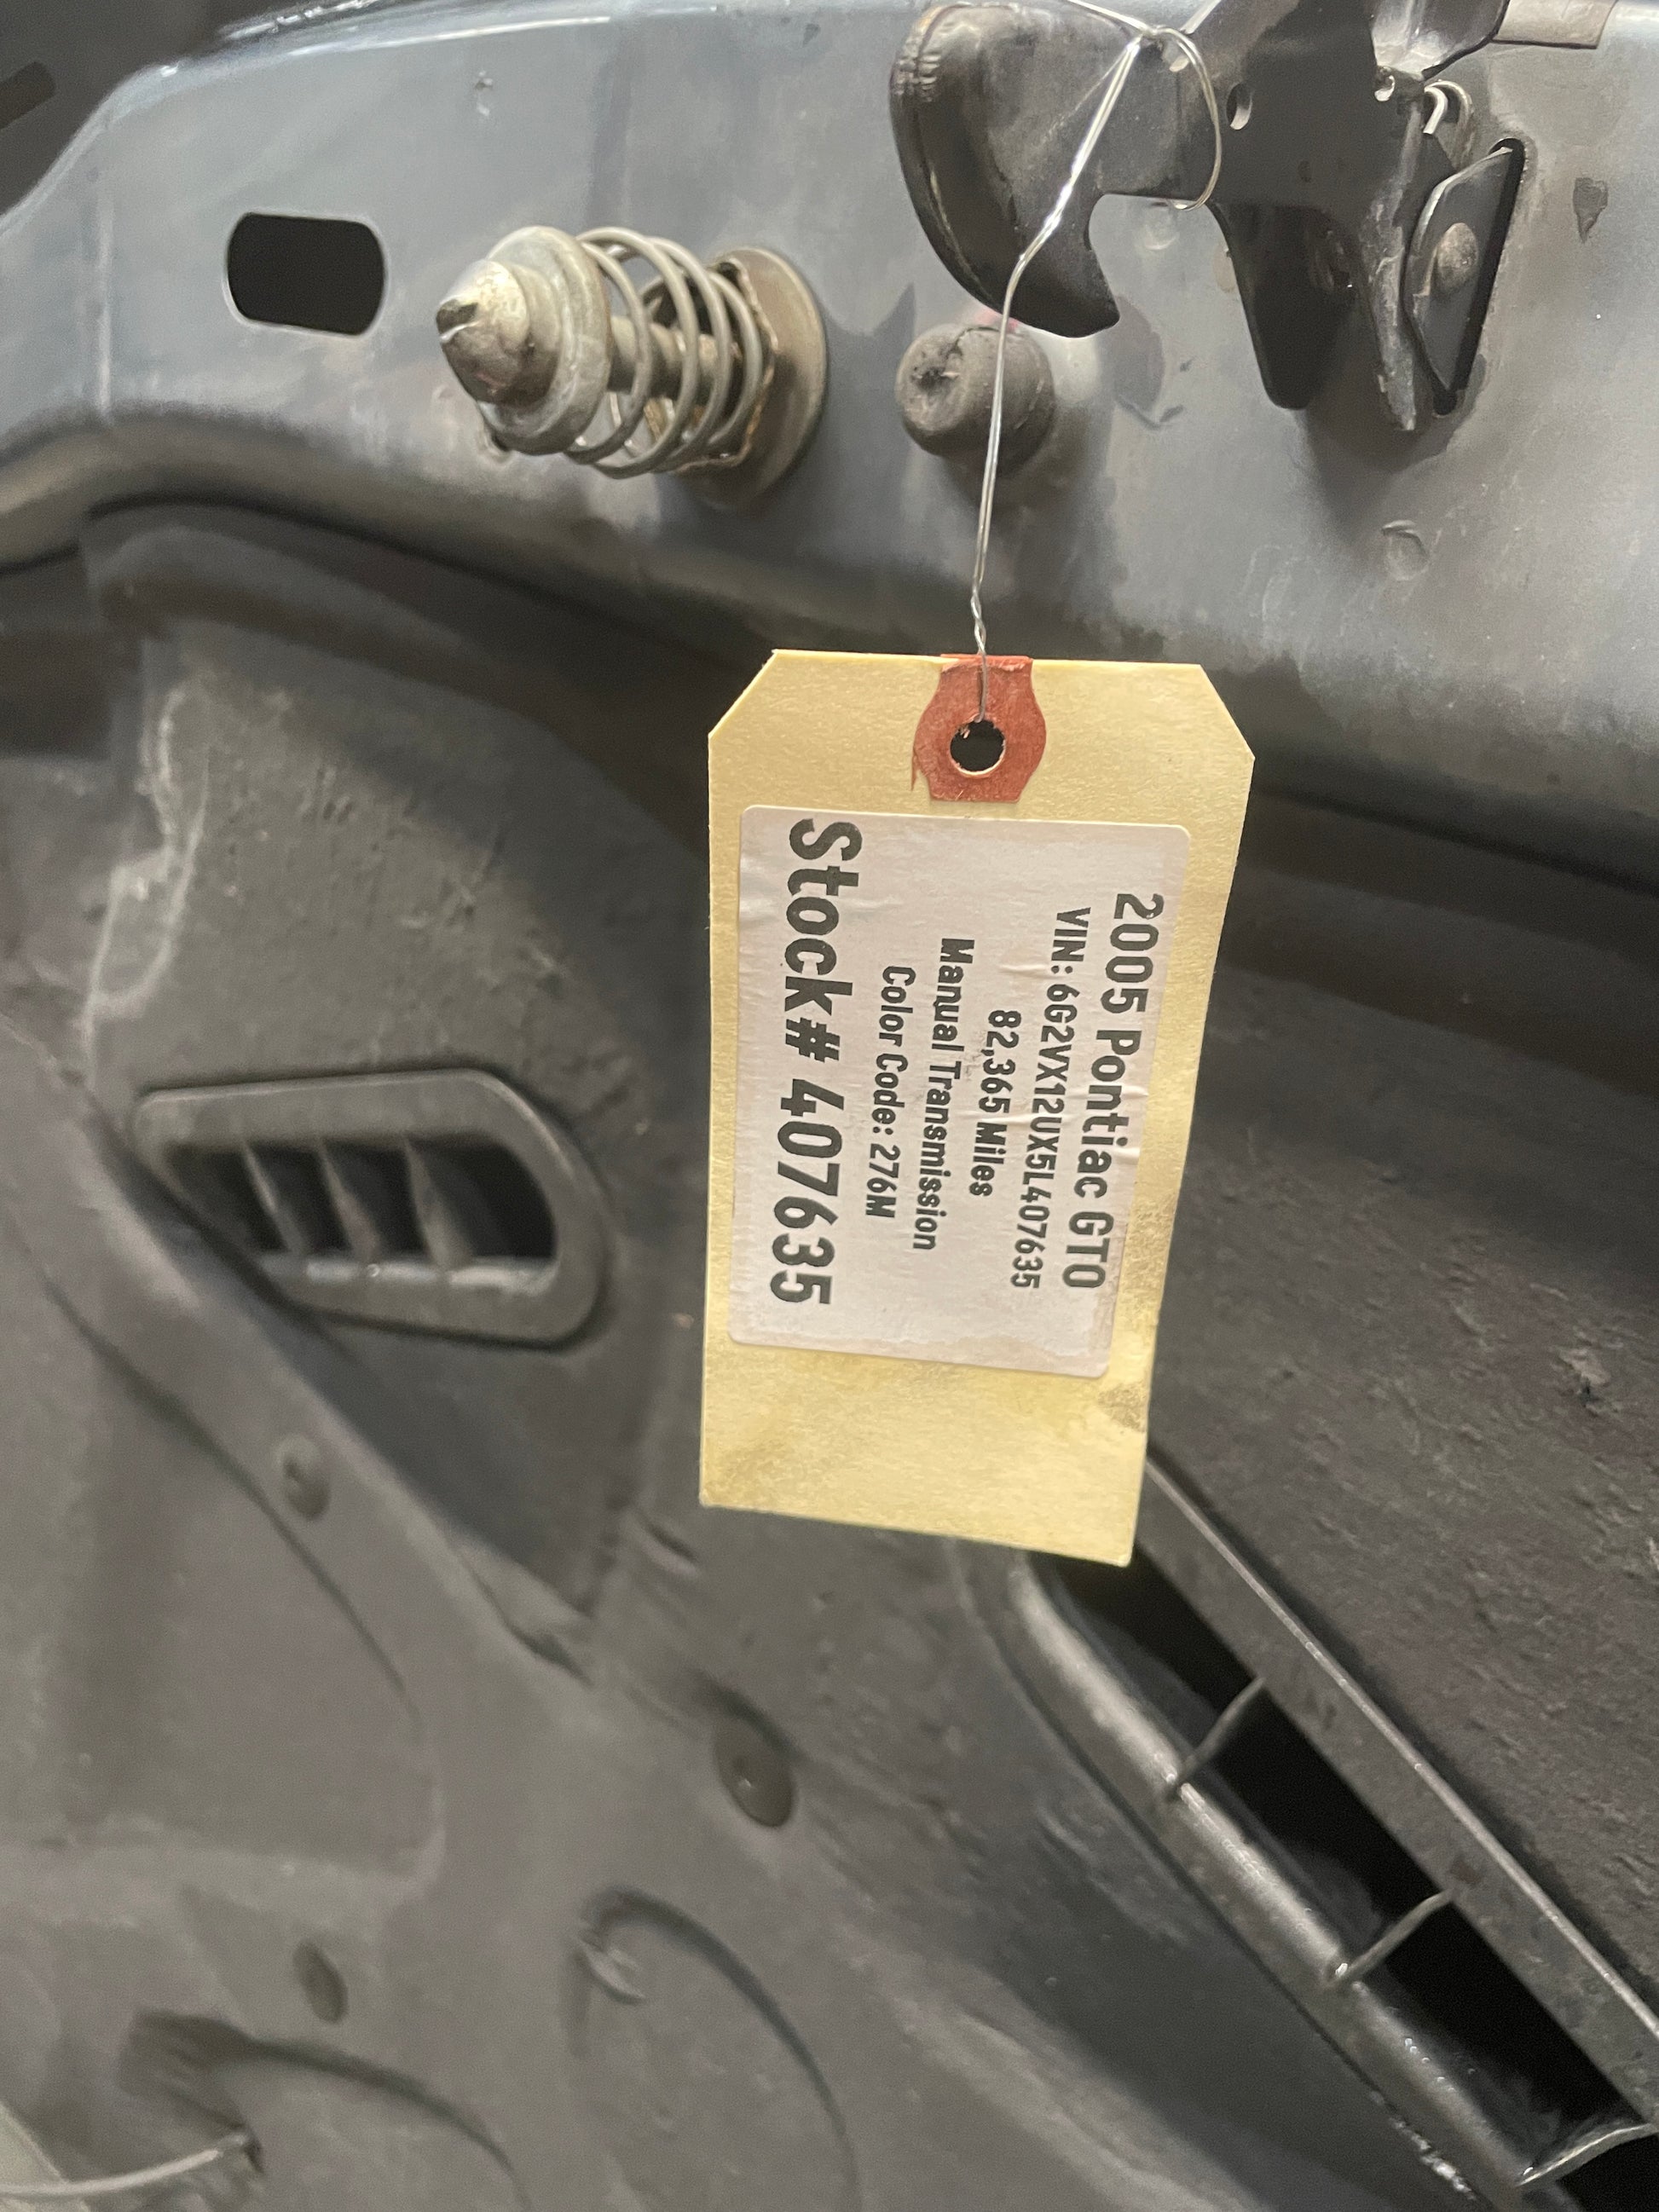 2005 Pontiac GTO
VIN: 6G2VX12UX5L407635
82,365 Miles
Manual Transmission
Color Code: 276M
Stock# 407635